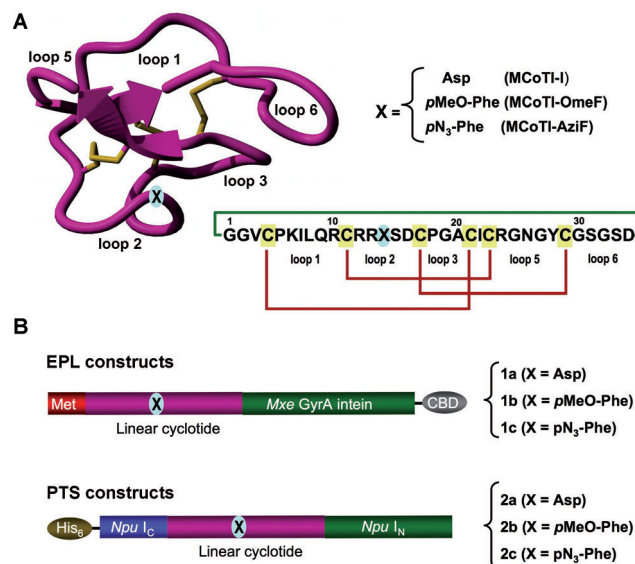 A
loop 5
loop 1
loop 6
loop 3
loop 2
X
X =
Asp (MCoTI-I)
pMeO-Phe (MCoTI-OmeF)
pN₃-Phe (MCoTI-AziF)
1 10 20 30
GGVCPKILQRCRRXSDCPGACICRGNGYCGSGSD
loop 1 loop 2 loop 3 loop 5 loop 6
B
EPL constructs
Met X Mxe GyrA intein CBD
Linear cyclotide
1a (X = Asp)
1b (X = pMeO-Phe)
1c (X = pN₃-Phe)
PTS constructs
His₆ Npu I_C X Npu I_N
Linear cyclotide
2a (X = Asp)
2b (X = pMeO-Phe)
2c (X = pN₃-Phe)